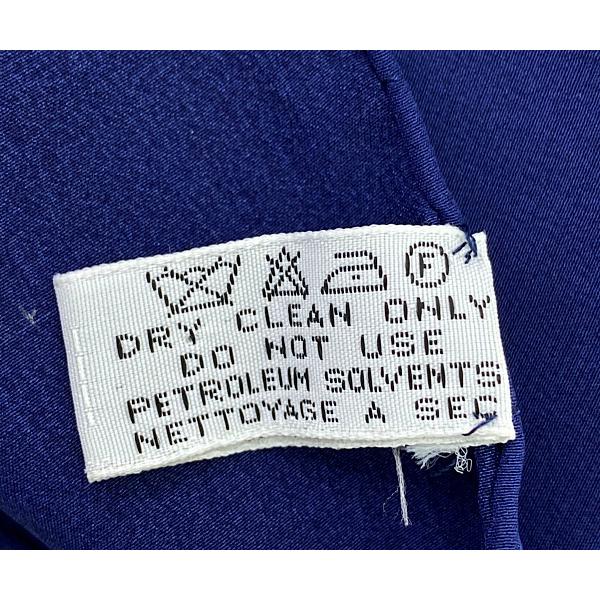 F
DRY CLEAN ONLY
DO NOT USE
PETROLEUM SOLVENTS
NETTOYAGE A SEC